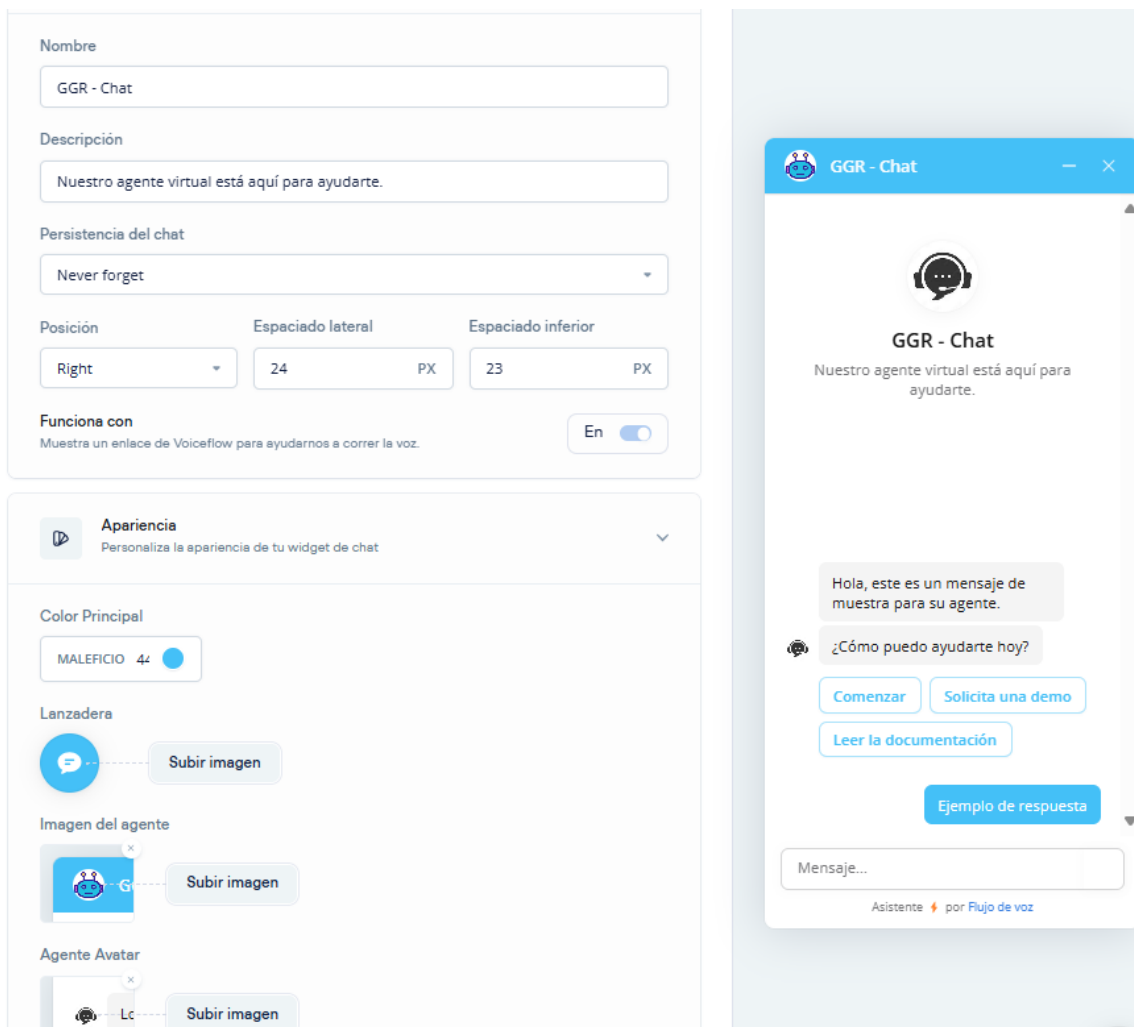 Nombre
GGR - Chat
Descripción
Nuestro agente virtual está aquí para ayudarte.
Persistencia del chat
Never forget
Posición
Espaciado lateral
Espaciado inferior
Right
24 PX
23 PX
Funciona con
Muestra un enlace de Voiceflow para ayudarnos a correr la voz.
En
Apariencia
Personaliza la apariencia de tu widget de chat
Color Principal
MALEFICIO 44
Lanzadera
Subir imagen
Imagen del agente
Subir imagen
Agente Avatar
Subir imagen
GGR - Chat
GGR - Chat
Nuestro agente virtual está aquí para
ayudarte.
Hola, este es un mensaje de
muestra para su agente.
¿Cómo puedo ayudarte hoy?
Comenzar
Solicita una demo
Leer la documentación
Ejemplo de respuesta
Mensaje...
Asistente por Flujo de voz